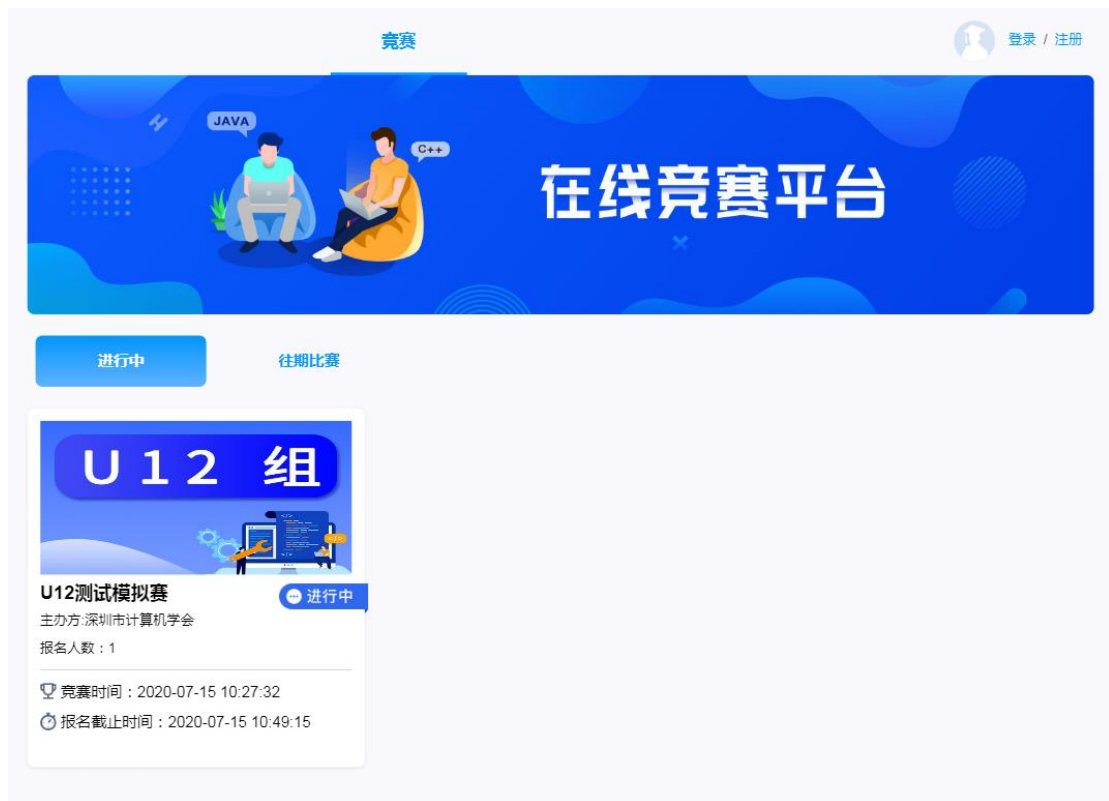 竞赛
登录 / 注册
JAVA
C++
在线竞赛平台
进行中
往期比赛
U12 组
U12测试模拟赛
进行中
主办方:深圳市计算机学会
报名人数：1
竞赛时间：2020-07-15 10:27:32
报名截止时间：2020-07-15 10:49:15